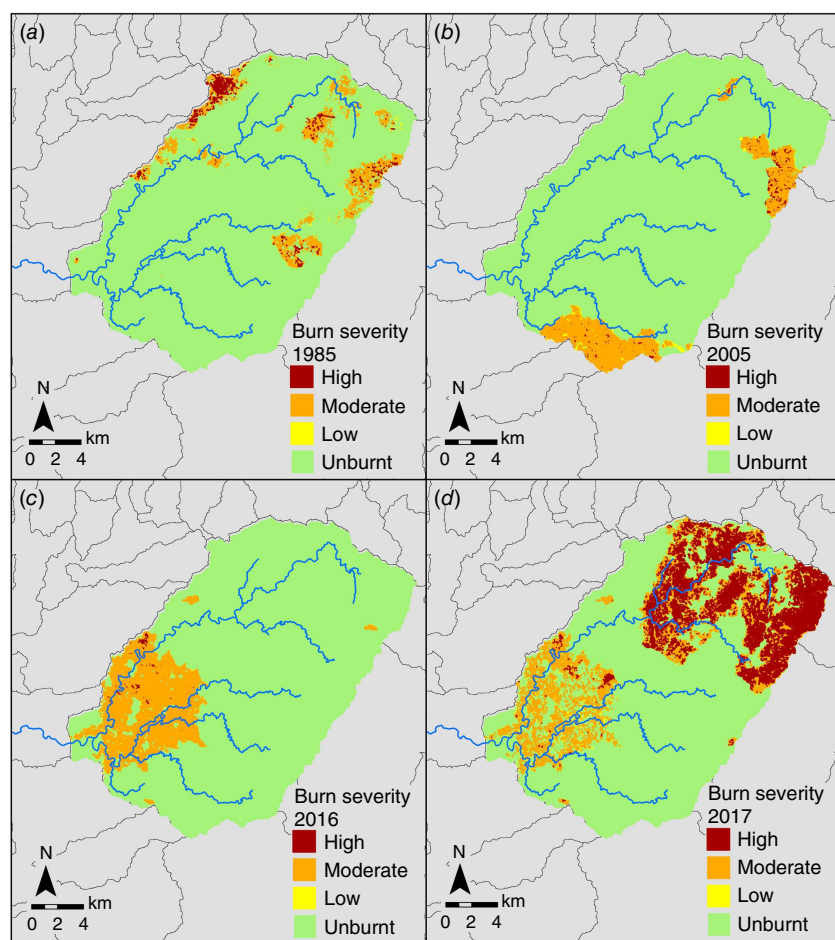 (a)
Burn severity
1985
High
Moderate
Low
Unburnt
N
km
0 2 4
(b)
Burn severity
2005
High
Moderate
Low
Unburnt
N
km
0 2 4
(c)
Burn severity
2016
High
Moderate
Low
Unburnt
N
km
0 2 4
(d)
Burn severity
2017
High
Moderate
Low
Unburnt
N
km
0 2 4